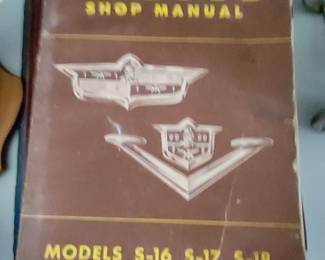 SHOP MANUAL
MODELS S-16, S-17, S-18